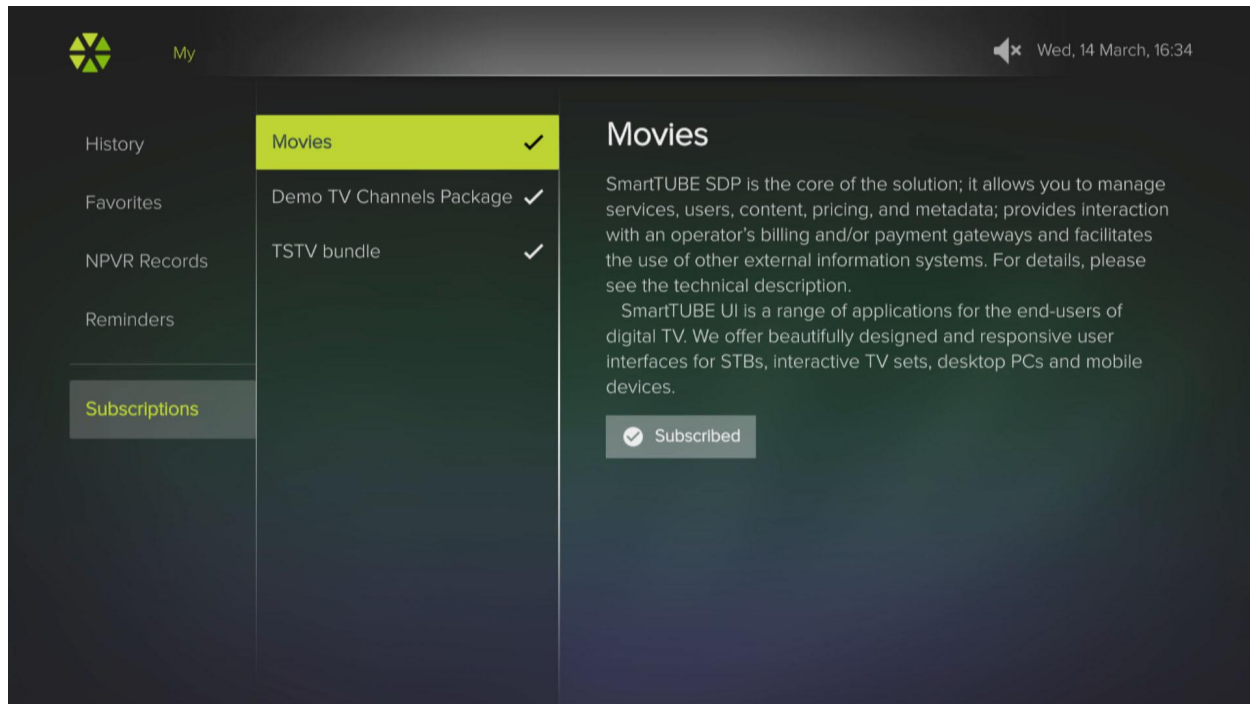 My
Wed, 14 March, 16:34
History
Favorites
NPVR Records
Reminders
Subscriptions
Movies
Demo TV Channels Package
TSTV bundle
Movies
SmartTUBE SDP is the core of the solution; it allows you to manage
services, users, content, pricing, and metadata; provides interaction
with an operator’s billing and/or payment gateways and facilitates
the use of other external information systems. For details, please
see the technical description.
SmartTUBE UI is a range of applications for the end-users of
digital TV. We offer beautifully designed and responsive user
interfaces for STBs, interactive TV sets, desktop PCs and mobile
devices.
Subscribed